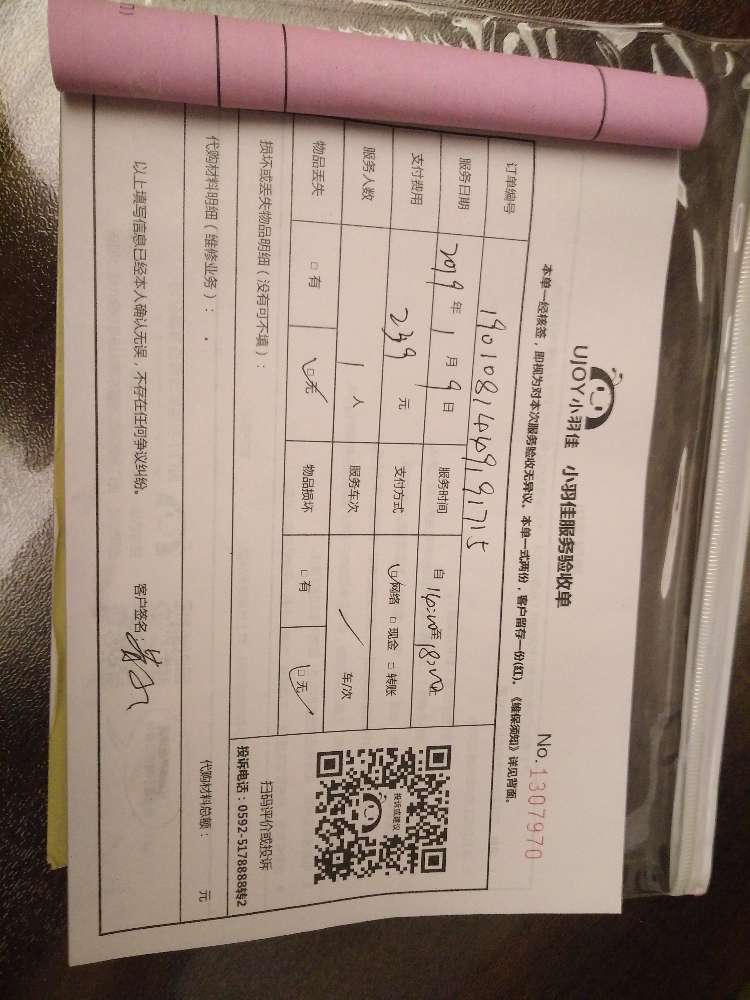 UJOY小羽佳 小羽佳服务验收单
No.1307970
本单一经核签，即视为对本次服务验收无异议。本单一式两份，客户留存一份(红)。《维保须知》详见背面。
订单编号 1901081449191715
服务日期 2019 年 1 月 9 日 服务时间 自 14:00 至 18:00 止
支付费用 239 元 支付方式 ☑网络 □ 现金 □ 转账
服务人数 1 人 服务车次 / 车/次
物品丢失 □ 有 ☑ 无 物品损坏 □ 有 ☑ 无
损坏或丢失物品明细（没有可不填）：
投诉或建议
扫码评价或投诉
投诉电话：0592-5178888转2
代购材料明细（维修业务）： 代购材料总额： 元
以上填写信息已经本人确认无误，不存在任何争议纠纷。 客户签名：